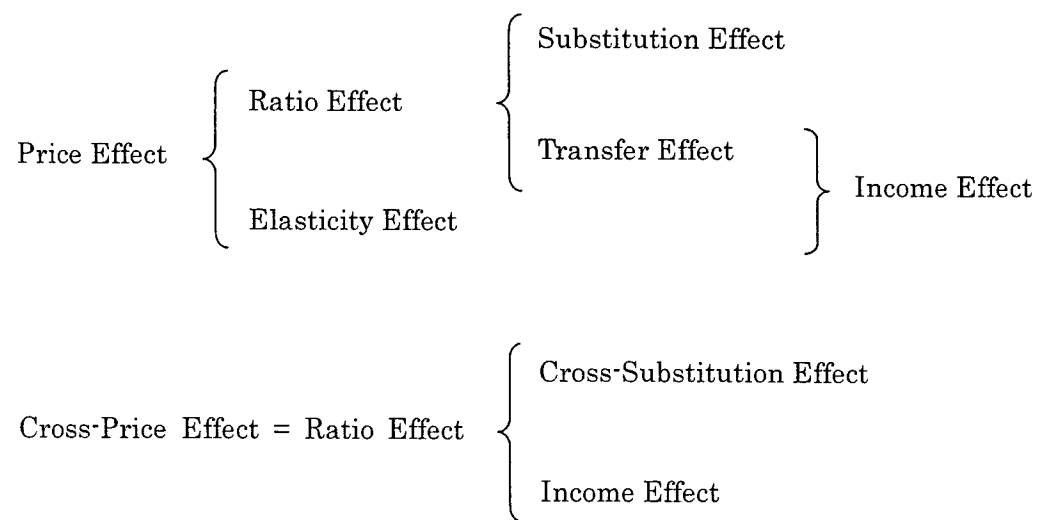 Substitution Effect
Ratio Effect
Transfer Effect
Price Effect
Income Effect
Elasticity Effect
Cross-Substitution Effect
Cross-Price Effect = Ratio Effect
Income Effect